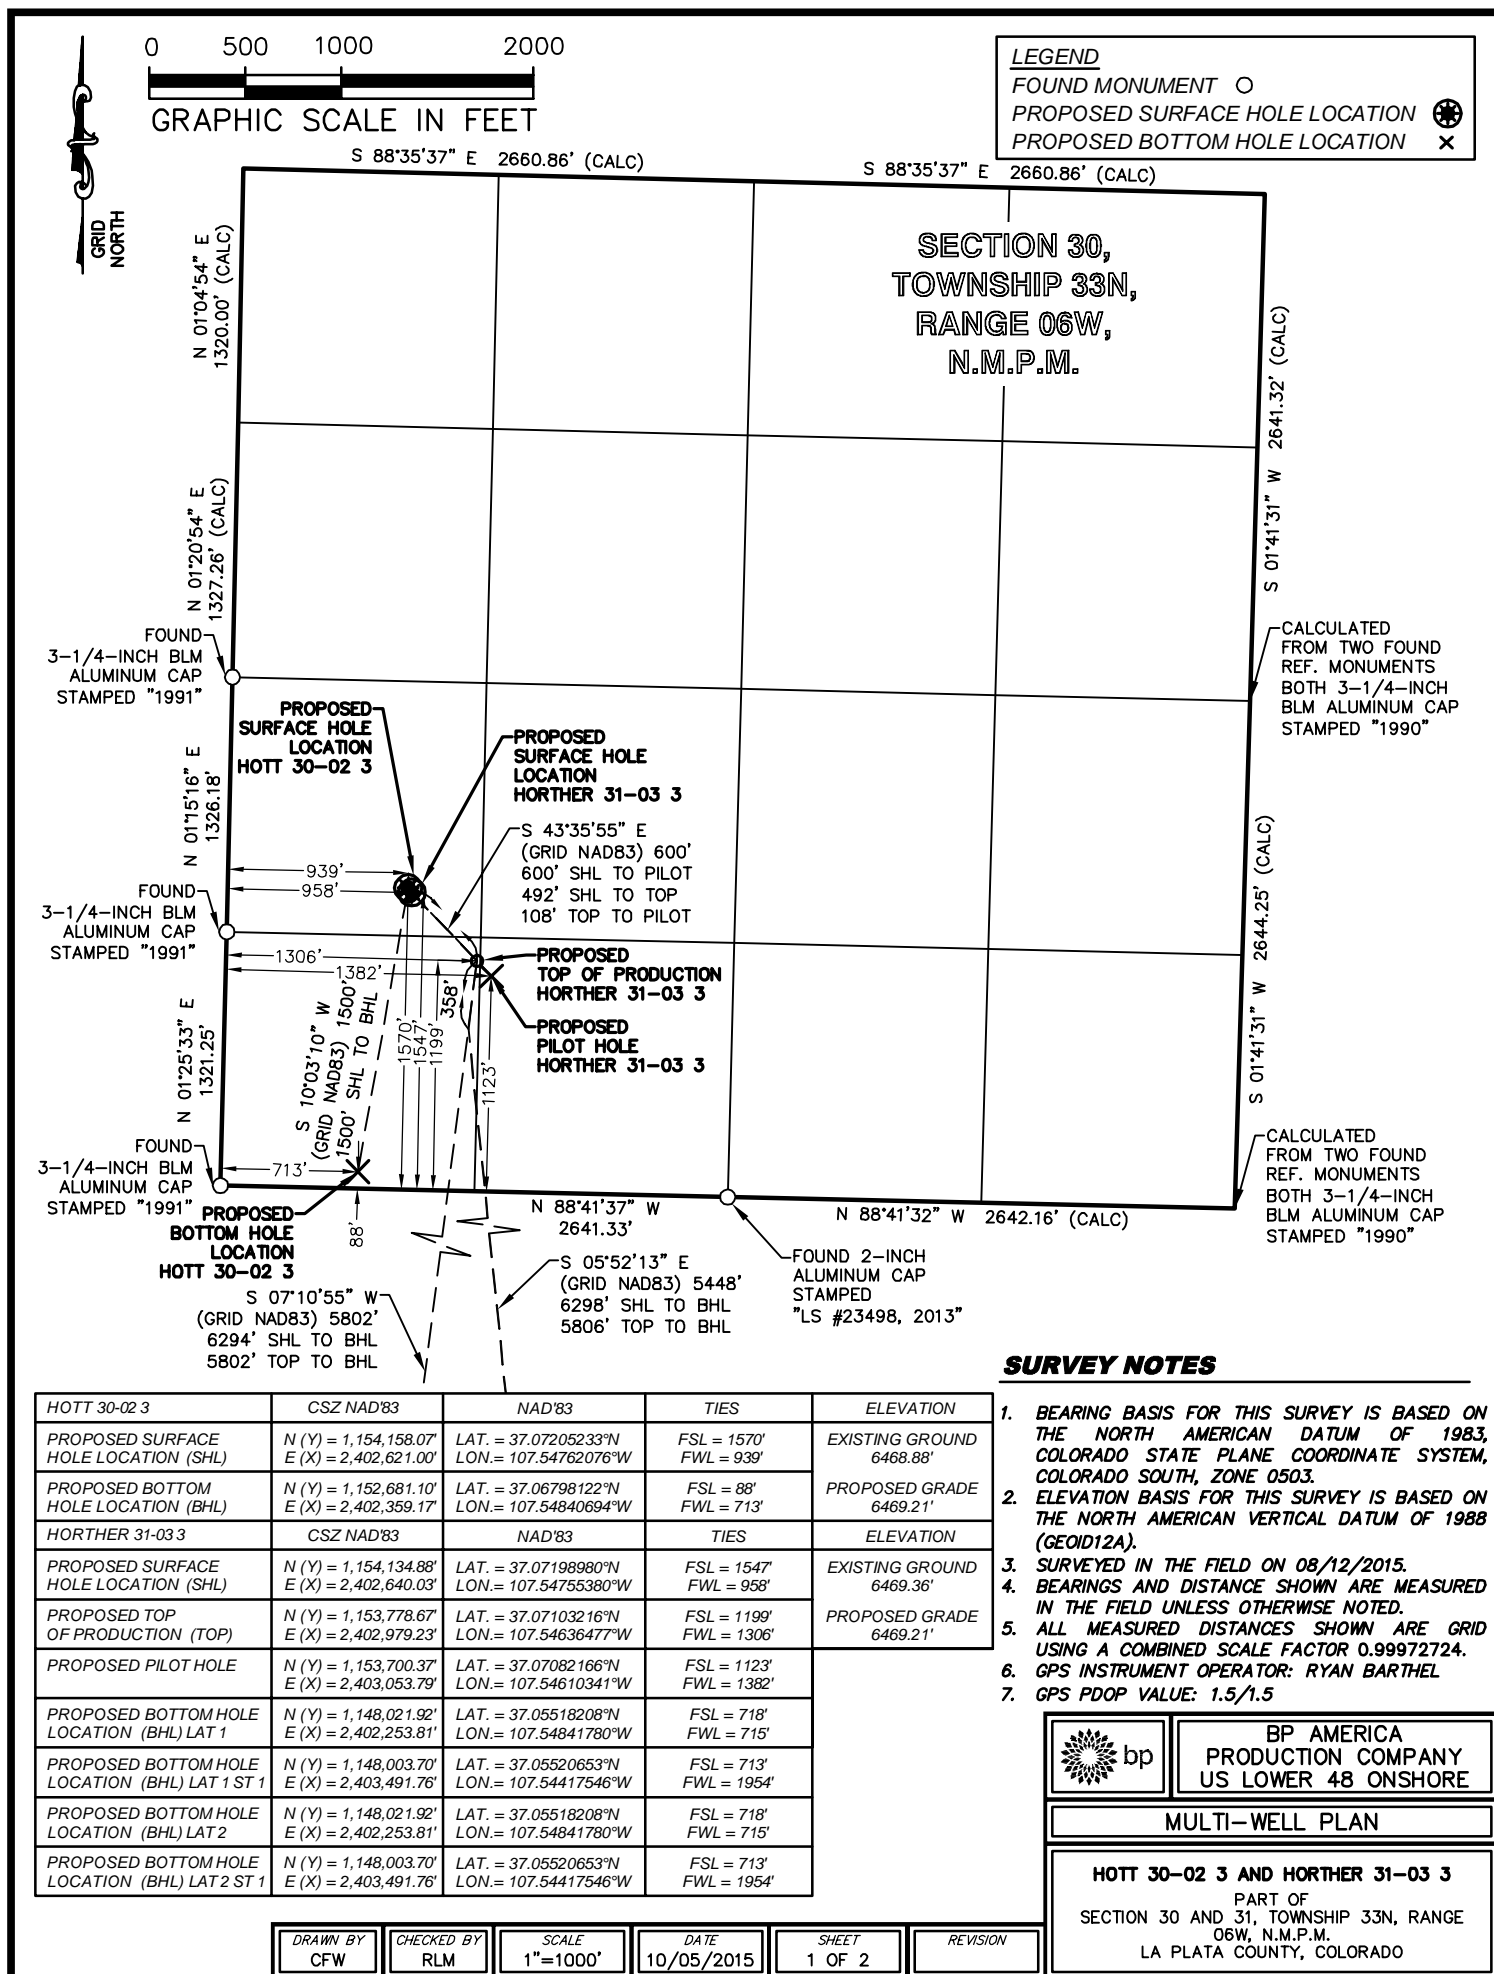 0 500 1000 2000
GRAPHIC SCALE IN FEET
GRID
NORTH
LEGEND
FOUND MONUMENT
PROPOSED SURFACE HOLE LOCATION
PROPOSED BOTTOM HOLE LOCATION
S 88°35'37" E 2660.86' (CALC)
S 88°35'37" E 2660.86' (CALC)
SECTION 30,
TOWNSHIP 33N,
RANGE 06W,
N.M.P.M.
N 01°04'54" E
1320.00' (CALC)
N 01°20'54" E
1327.26' (CALC)
N 01°15'16" E
1326.18'
N 01°25'33" E
1321.25'
S 01°41'31" W 2641.32' (CALC)
S 01°41'31" W 2644.25' (CALC)
FOUND
3-1/4-INCH BLM
ALUMINUM CAP
STAMPED "1991"
CALCULATED
FROM TWO FOUND
REF. MONUMENTS
BOTH 3-1/4-INCH
BLM ALUMINUM CAP
STAMPED "1990"
PROPOSED
SURFACE HOLE
LOCATION
HOTT 30-02 3
PROPOSED
SURFACE HOLE
LOCATION
HORTHER 31-03 3
S 43°35'55" E
(GRID NAD83) 600'
600' SHL TO PILOT
492' SHL TO TOP
108' TOP TO PILOT
939'
958'
FOUND
3-1/4-INCH BLM
ALUMINUM CAP
STAMPED "1991"
1306'
1382'
PROPOSED
TOP OF PRODUCTION
HORTHER 31-03 3
PROPOSED
PILOT HOLE
HORTHER 31-03 3
S 10°03'10" W
(GRID NAD83) 1500'
1500' SHL TO BHL
1570'
1547'
1199'
358'
1123'
713'
88'
FOUND
3-1/4-INCH BLM
ALUMINUM CAP
STAMPED "1991"
PROPOSED
BOTTOM HOLE
LOCATION
HOTT 30-02 3
N 88°41'37" W
2641.33'
N 88°41'32" W 2642.16' (CALC)
CALCULATED
FROM TWO FOUND
REF. MONUMENTS
BOTH 3-1/4-INCH
BLM ALUMINUM CAP
STAMPED "1990"
S 07°10'55" W
(GRID NAD83) 5802'
6294' SHL TO BHL
5802' TOP TO BHL
S 05°52'13" E
(GRID NAD83) 5448'
6298' SHL TO BHL
5806' TOP TO BHL
FOUND 2-INCH
ALUMINUM CAP
STAMPED
"LS #23498, 2013"
HOTT 30-02 3 CSZ NAD'83 NAD'83 TIES ELEVATION
PROPOSED SURFACE N (Y) = 1,154,158.07' LAT. = 37.07205233°N FSL = 1570' EXISTING GROUND
HOLE LOCATION (SHL) E (X) = 2,402,621.00' LON.= 107.54762076°W FWL = 939' 6468.88'
PROPOSED BOTTOM N (Y) = 1,152,681.10' LAT. = 37.06798122°N FSL = 88' PROPOSED GRADE
HOLE LOCATION (BHL) E (X) = 2,402,359.17' LON.= 107.54840694°W FWL = 713' 6469.21'
HORTHER 31-03 3 CSZ NAD'83 NAD'83 TIES ELEVATION
PROPOSED SURFACE N (Y) = 1,154,134.88' LAT. = 37.07198980°N FSL = 1547' EXISTING GROUND
HOLE LOCATION (SHL) E (X) = 2,402,640.03' LON.= 107.54755380°W FWL = 958' 6469.36'
PROPOSED TOP N (Y) = 1,153,778.67' LAT. = 37.07103216°N FSL = 1199' PROPOSED GRADE
OF PRODUCTION (TOP) E (X) = 2,402,979.23' LON.= 107.54636477°W FWL = 1306' 6469.21'
PROPOSED PILOT HOLE N (Y) = 1,153,700.37' LAT. = 37.07082166°N FSL = 1123'
E (X) = 2,403,053.79' LON.= 107.54610341°W FWL = 1382'
PROPOSED BOTTOM HOLE N (Y) = 1,148,021.92' LAT. = 37.05518208°N FSL = 718'
LOCATION (BHL) LAT 1 E (X) = 2,402,253.81' LON.= 107.54841780°W FWL = 715'
PROPOSED BOTTOM HOLE N (Y) = 1,148,003.70' LAT. = 37.05520653°N FSL = 713'
LOCATION (BHL) LAT 1 ST 1 E (X) = 2,403,491.76' LON.= 107.54417546°W FWL = 1954'
PROPOSED BOTTOM HOLE N (Y) = 1,148,021.92' LAT. = 37.05518208°N FSL = 718'
LOCATION (BHL) LAT 2 E (X) = 2,402,253.81' LON.= 107.54841780°W FWL = 715'
PROPOSED BOTTOM HOLE N (Y) = 1,148,003.70' LAT. = 37.05520653°N FSL = 713'
LOCATION (BHL) LAT 2 ST 1 E (X) = 2,403,491.76' LON.= 107.54417546°W FWL = 1954'
SURVEY NOTES
1. BEARING BASIS FOR THIS SURVEY IS BASED ON
THE NORTH AMERICAN DATUM OF 1983,
COLORADO STATE PLANE COORDINATE SYSTEM,
COLORADO SOUTH, ZONE 0503.
2. ELEVATION BASIS FOR THIS SURVEY IS BASED ON
THE NORTH AMERICAN VERTICAL DATUM OF 1988
(GEOID12A).
3. SURVEYED IN THE FIELD ON 08/12/2015.
4. BEARINGS AND DISTANCE SHOWN ARE MEASURED
IN THE FIELD UNLESS OTHERWISE NOTED.
5. ALL MEASURED DISTANCES SHOWN ARE GRID
USING A COMBINED SCALE FACTOR 0.99972724.
6. GPS INSTRUMENT OPERATOR: RYAN BARTHEL
7. GPS PDOP VALUE: 1.5/1.5
bp
BP AMERICA
PRODUCTION COMPANY
US LOWER 48 ONSHORE
MULTI-WELL PLAN
HOTT 30-02 3 AND HORTHER 31-03 3
PART OF
SECTION 30 AND 31, TOWNSHIP 33N, RANGE
06W, N.M.P.M.
LA PLATA COUNTY, COLORADO
DRAWN BY CHECKED BY SCALE DATE SHEET REVISION
CFW RLM 1"=1000' 10/05/2015 1 OF 2